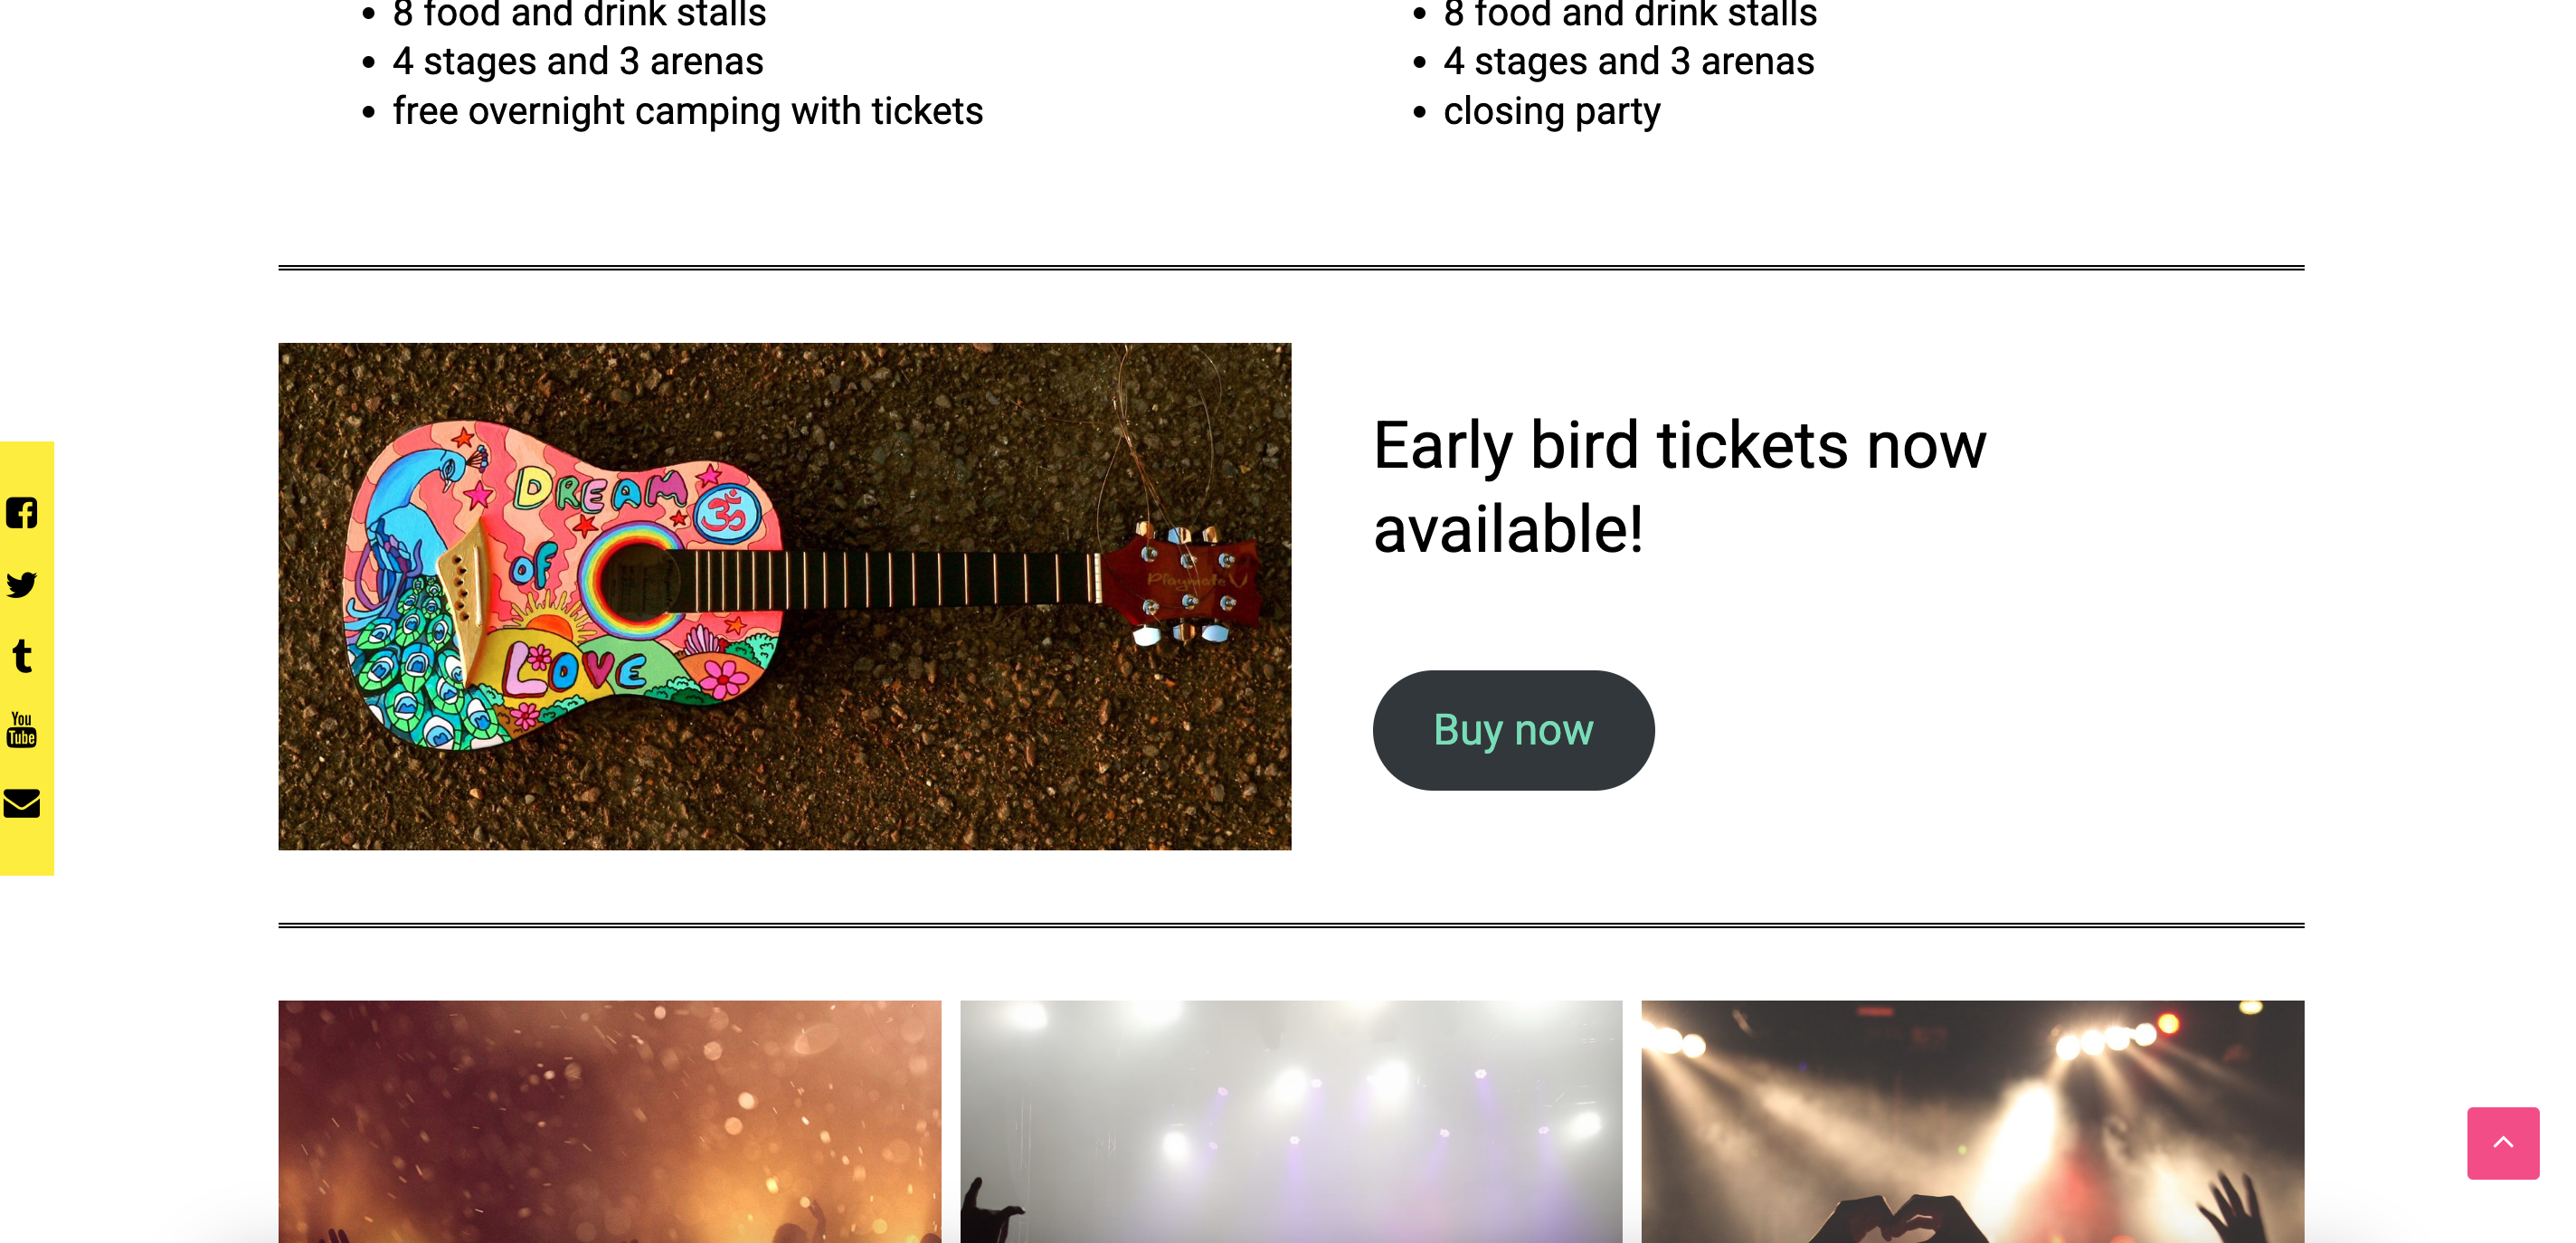 8 food and drink stalls
4 stages and 3 arenas
free overnight camping with tickets
8 food and drink stalls
4 stages and 3 arenas
closing party
DREAM
ॐ
OF
LOVE
Playmate
Early bird tickets now
available!
Buy now
You
Tube